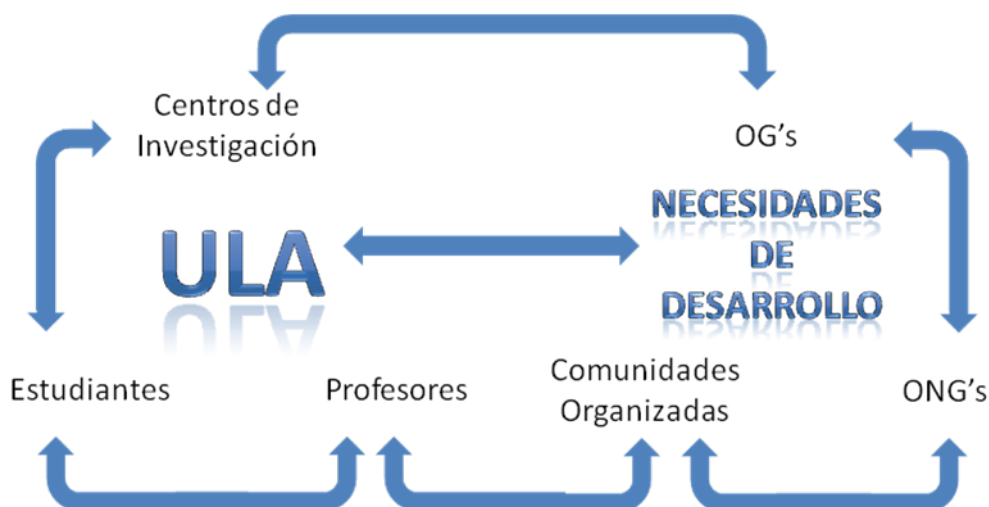 Centros de
Investigación
OG's
ULA
NECESIDADES
DE
DESARROLLO
Estudiantes
Profesores
Comunidades
Organizadas
ONG's